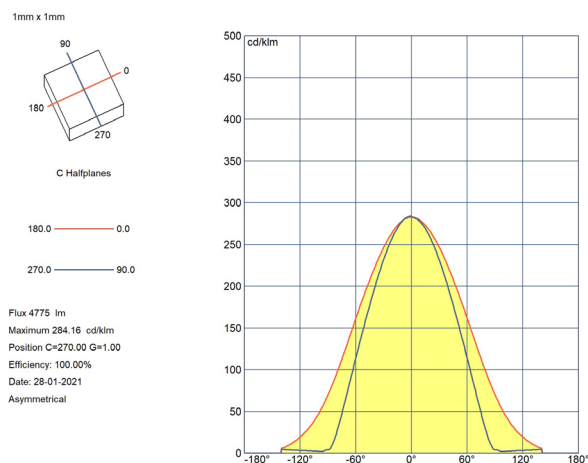 1mm x 1mm
90
0
180
270
C Halfplanes
180.0 0.0
270.0 90.0
Flux 4775 lm
Maximum 284.16 cd/klm
Position C=270.00 G=1.00
Efficiency: 100.00%
Date: 28-01-2021
Asymmetrical
cd/klm
500
450
400
350
300
250
200
150
100
50
0
-180° -120° -60° 0° 60° 120° 180°